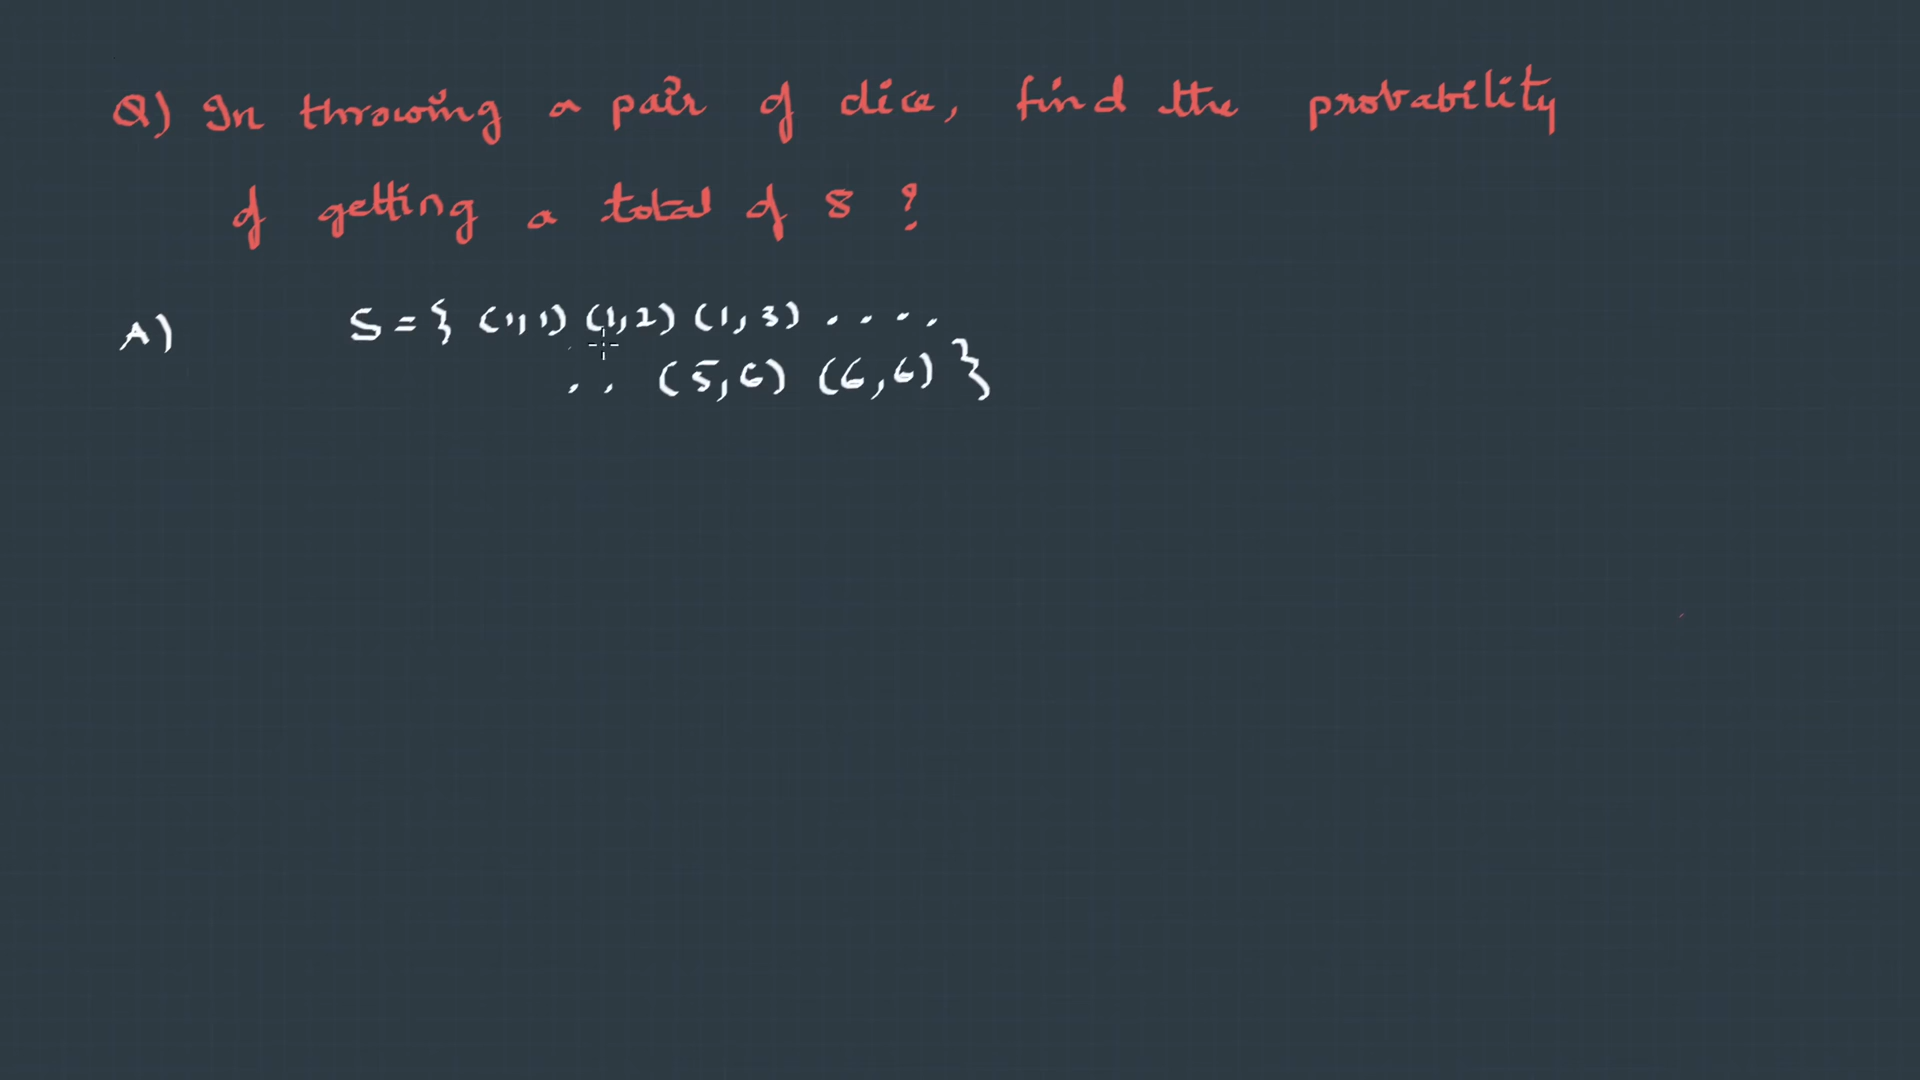 Q) In throwing a pair of dice, find the probability
of getting a total of 8 ?
A) S = { (1,1) (1,2) (1,3) . . . .
. . (5,6) (6,6) }